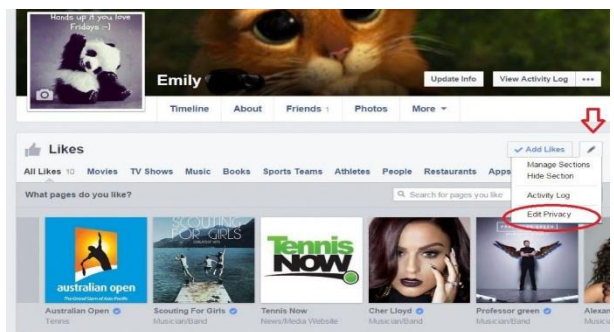 Hands up if you love
Fridays :-)
Emily
Update Info
View Activity Log
Timeline
About
Friends 1
Photos
More
Likes
Add Likes
Manage Sections
Hide Section
Activity Log
Edit Privacy
All Likes 10
Movies
TV Shows
Music
Books
Sports Teams
Athletes
People
Restaurants
Apps
What pages do you like?
Search for pages you like
australian open
SCOUTING
FOR GIRLS
Tennis
NOW
Australian Open
Tennis
Scouting For Girls
Musician/Band
Tennis Now
News/Media Website
Cher Lloyd
Musician/Band
Professor green
Musician/Band
Alexan
Musicia